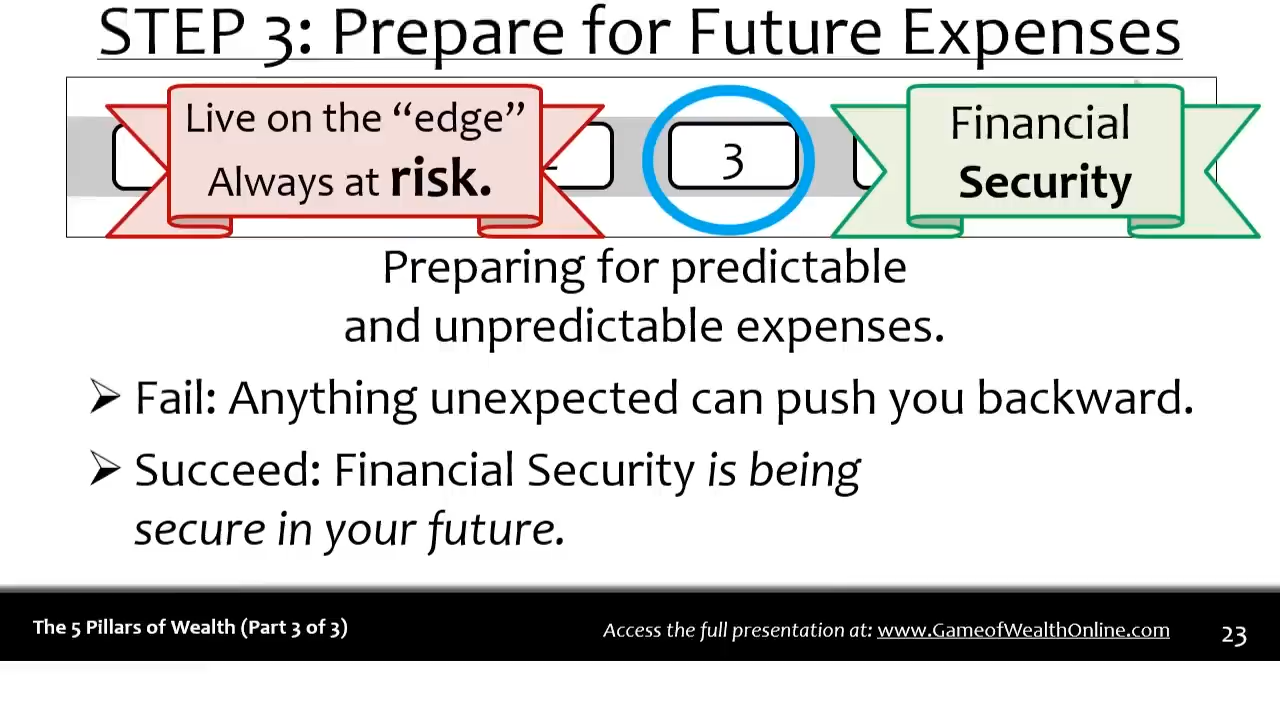 STEP 3: Prepare for Future Expenses
Live on the “edge”
Always at risk.
3
Financial
Security
Preparing for predictable
and unpredictable expenses.
➢ Fail: Anything unexpected can push you backward.
➢ Succeed: Financial Security is being
secure in your future.
The 5 Pillars of Wealth (Part 3 of 3)
Access the full presentation at: www.GameofWealthOnline.com
23